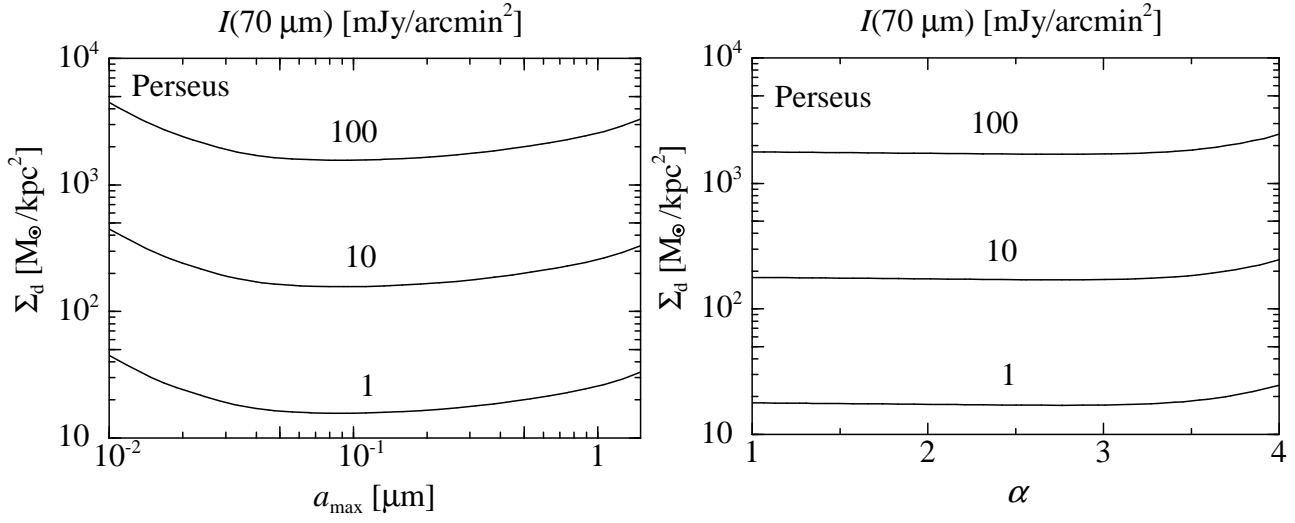 I(70 μm) [mJy/arcmin²]
10⁴
Perseus
100
10³
10
10²
1
10
10⁻²
10⁻¹
1
Σd [M⊙/kpc²]
amax [μm]
I(70 μm) [mJy/arcmin²]
10⁴
Perseus
100
10³
10
10²
1
10
1
2
3
4
Σd [M⊙/kpc²]
α